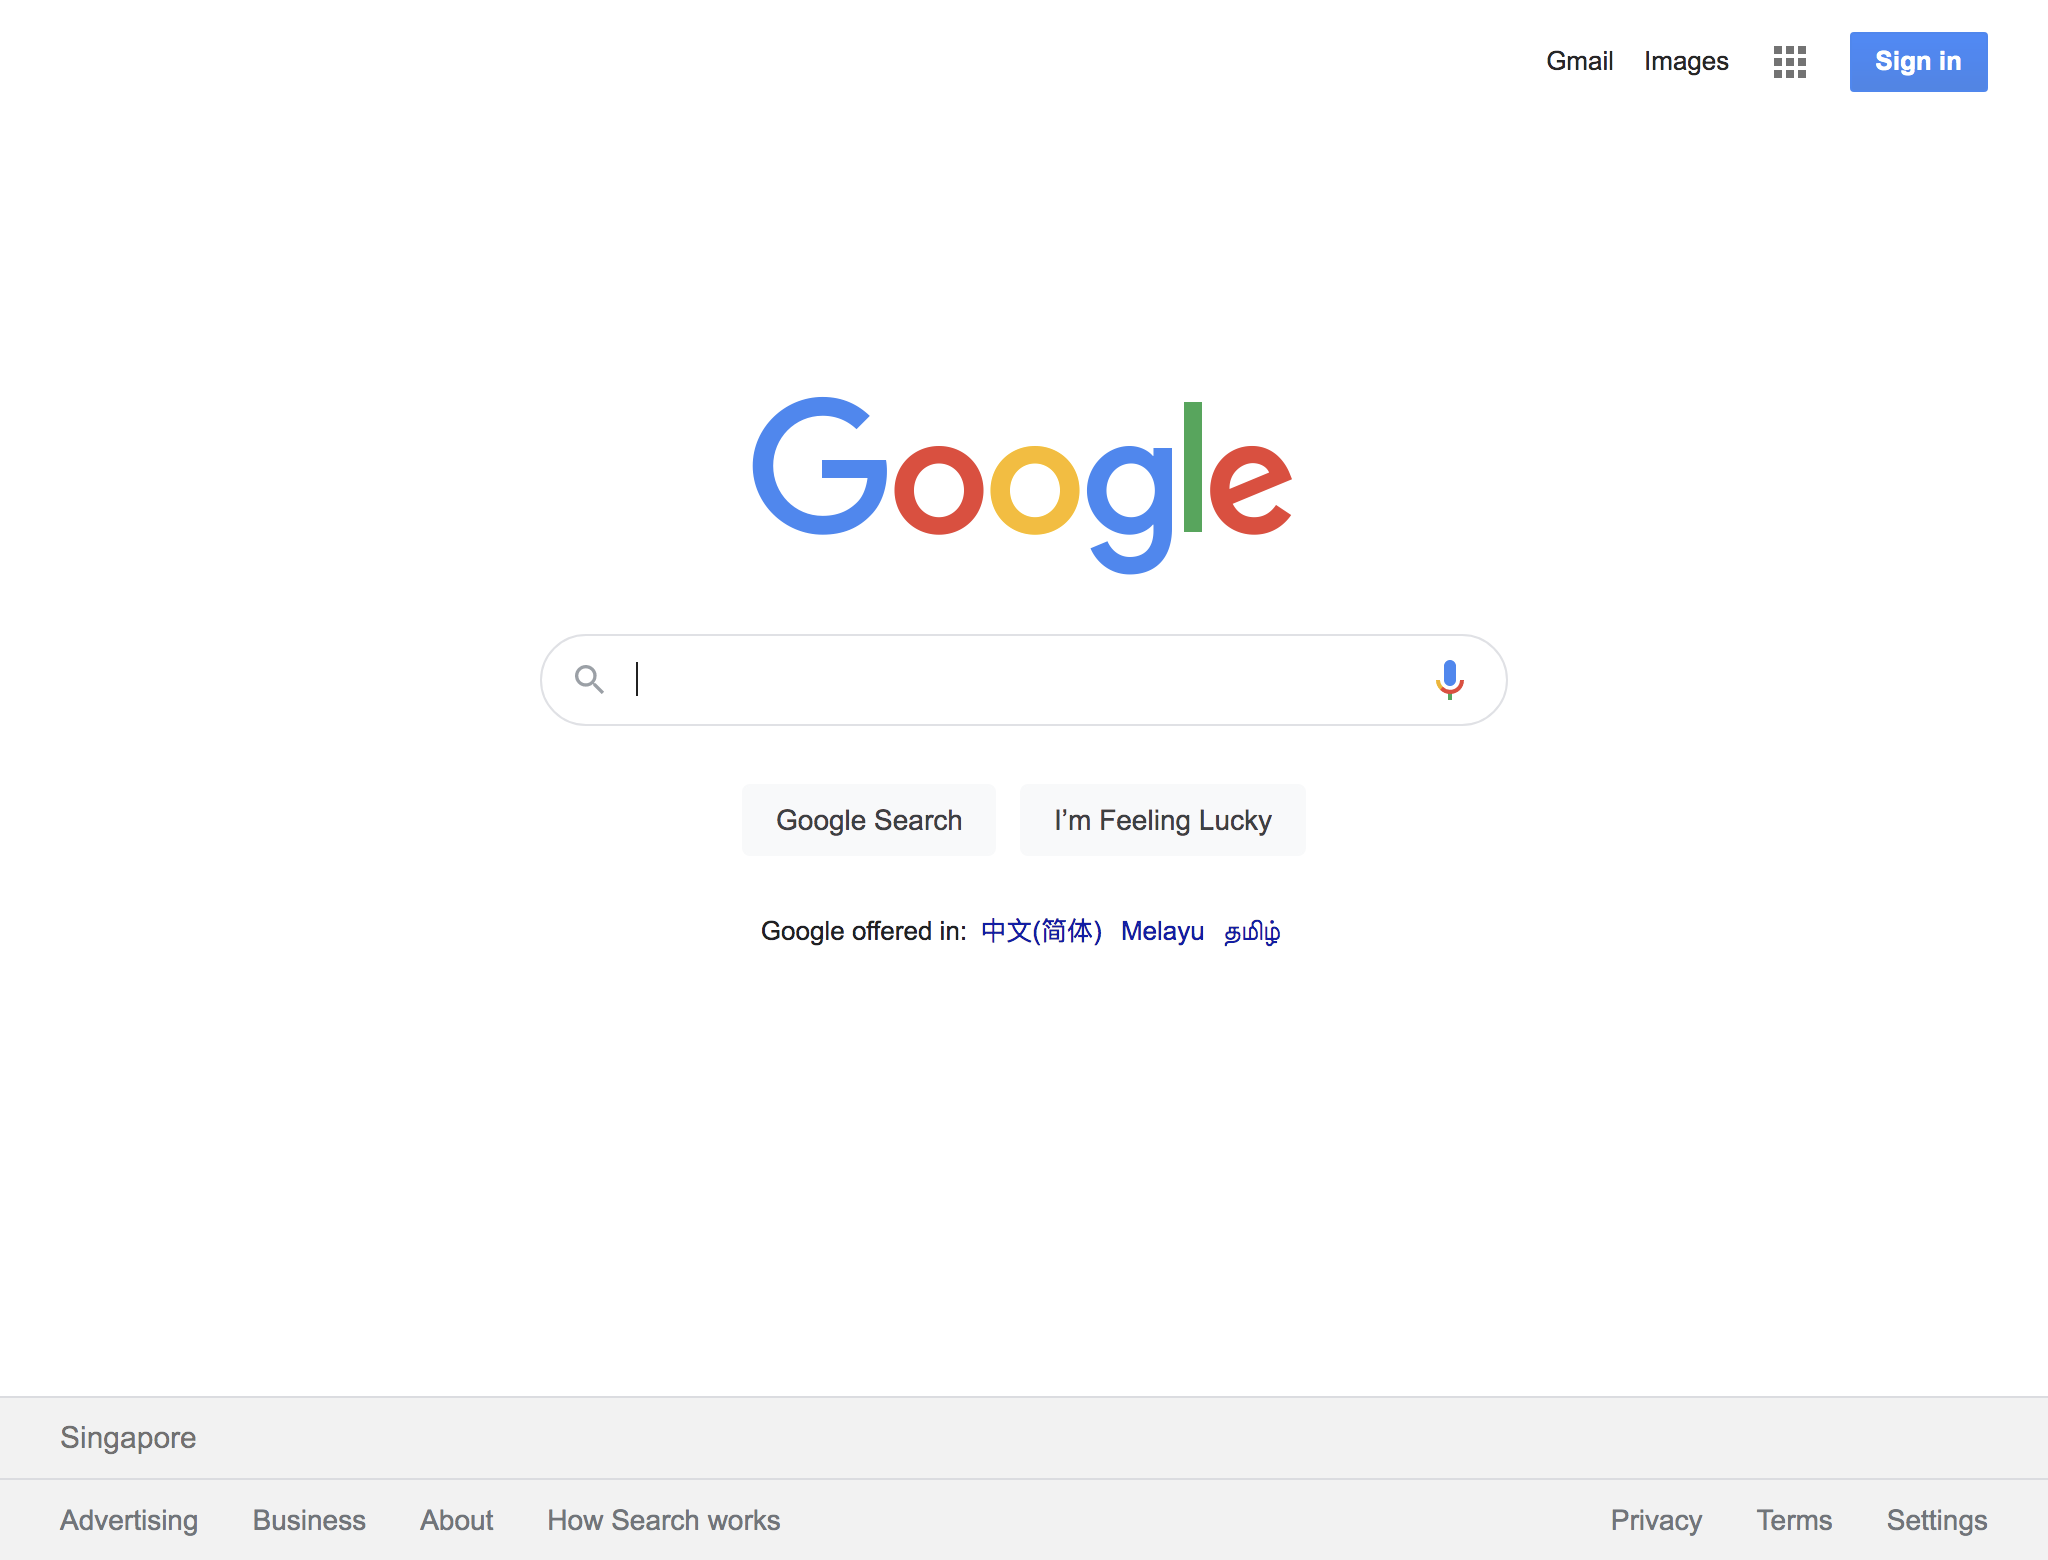 Gmail Images Sign in
Google
Google Search I’m Feeling Lucky
Google offered in: 中文(简体) Melayu தமிழ்
Singapore
Advertising Business About How Search works Privacy Terms Settings